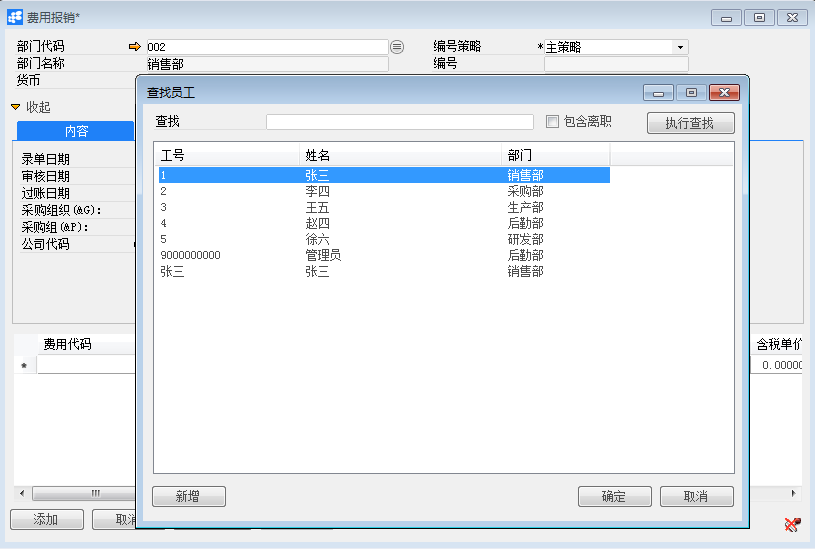 费用报销*
部门代码 002 编号策略 *主策略
部门名称 销售部 编号
货币
收起
内容
录单日期
审核日期
过账日期
采购组织(&G):
采购组(&P):
公司代码
费用代码 含税单价
* 0.0000
添加 取消
查找员工
查找 包含离职 执行查找
工号 姓名 部门
1 张三 销售部
2 李四 采购部
3 王五 生产部
4 赵四 后勤部
5 徐六 研发部
9000000000 管理员 后勤部
张三 张三 销售部
新增 确定 取消